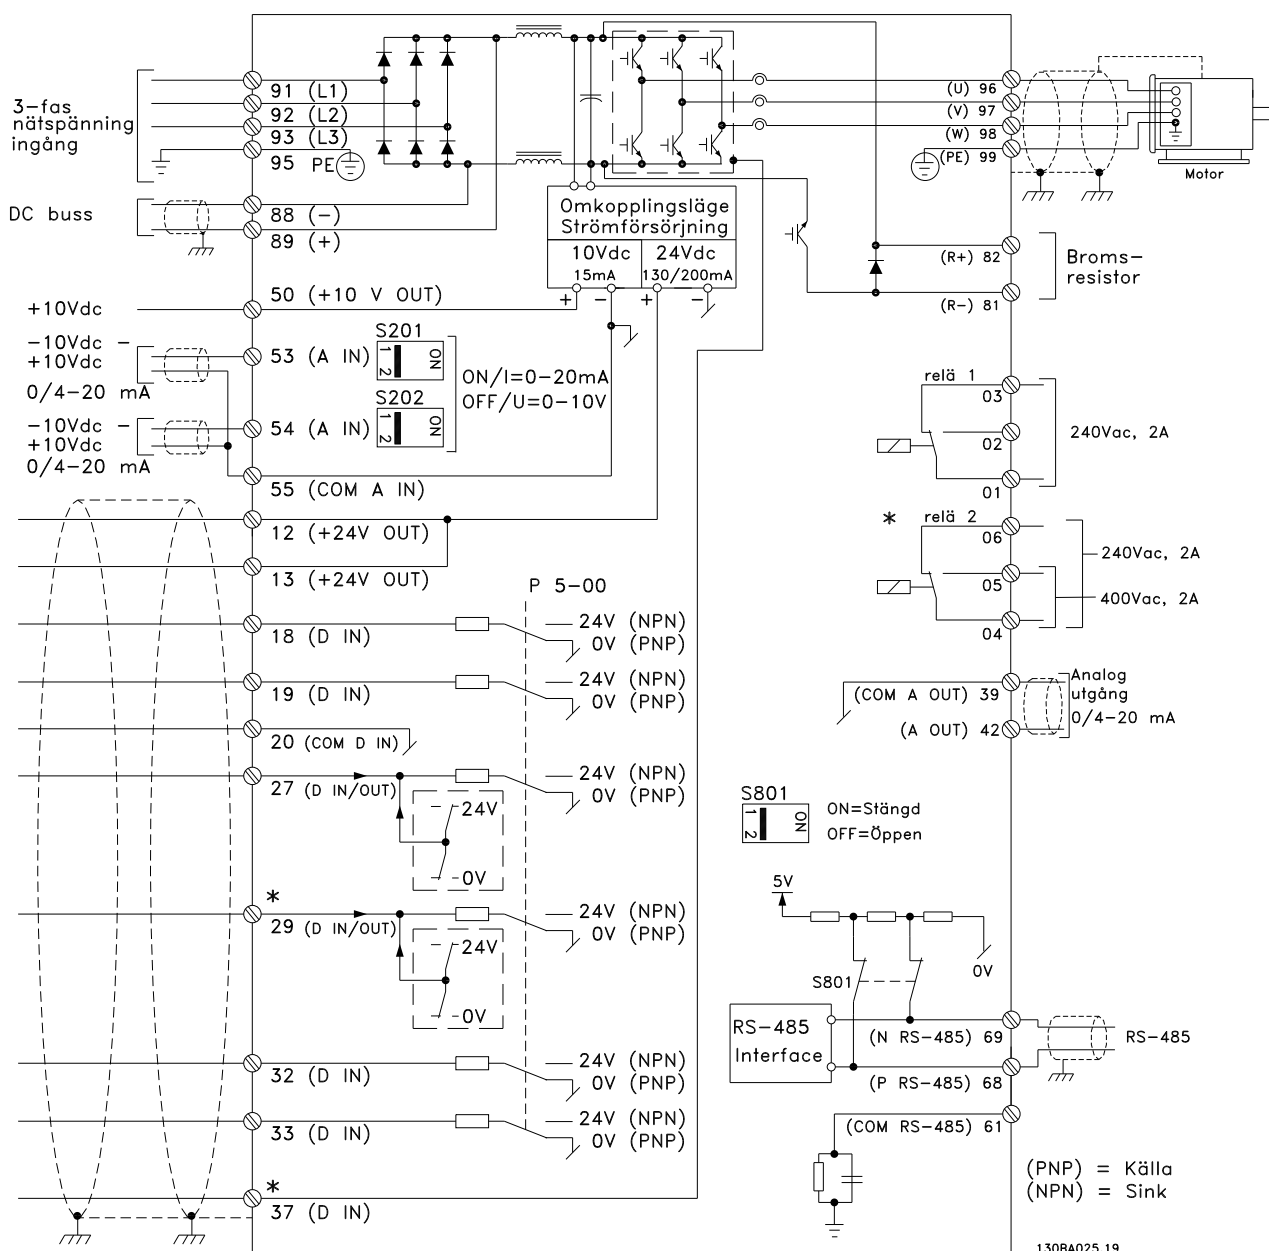 3-fas
nätspänning
ingång
91 (L1)
92 (L2)
93 (L3)
95 PE
DC buss
88 (-)
89 (+)
Omkopplingsläge
Strömförsörjning
10Vdc
15mA
24Vdc
130/200mA
+ - + -
(U) 96
(V) 97
(W) 98
(PE) 99
Motor
(R+) 82
(R-) 81
Broms-
resistor
+10Vdc
50 (+10 V OUT)
-10Vdc -
+10Vdc
0/4-20 mA
53 (A IN)
S201
1 2 ON
-10Vdc -
+10Vdc
0/4-20 mA
54 (A IN)
S202
1 2 ON
ON/I=0-20mA
OFF/U=0-10V
55 (COM A IN)
12 (+24V OUT)
13 (+24V OUT)
relä 1
03
02
01
240Vac, 2A
* relä 2
06
05
04
240Vac, 2A
400Vac, 2A
P 5-00
18 (D IN)
24V (NPN)
0V (PNP)
19 (D IN)
24V (NPN)
0V (PNP)
20 (COM D IN)
27 (D IN/OUT)
24V (NPN)
0V (PNP)
24V
0V
*
29 (D IN/OUT)
24V (NPN)
0V (PNP)
24V
0V
32 (D IN)
24V (NPN)
0V (PNP)
33 (D IN)
24V (NPN)
0V (PNP)
*
37 (D IN)
(COM A OUT) 39
(A OUT) 42
Analog
utgång
0/4-20 mA
S801
1 2 ON
ON=Stängd
OFF=Öppen
5V
0V
S801
RS-485
Interface
(N RS-485) 69
(P RS-485) 68
RS-485
(COM RS-485) 61
(PNP) = Källa
(NPN) = Sink
130BA025.19